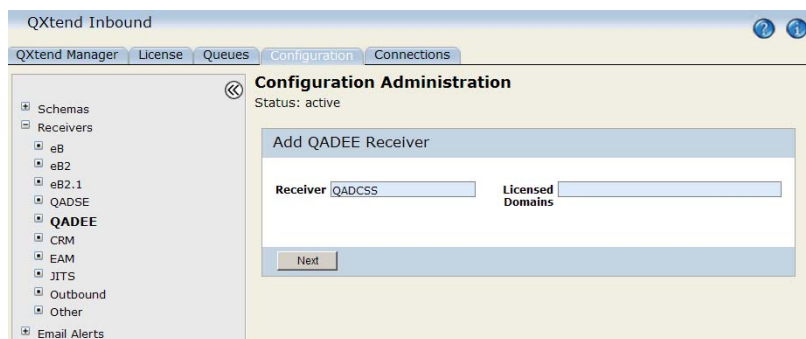 QXtend Inbound
QXtend Manager License Queues Configuration Connections
Schemas
Receivers
eB
eB2
eB2.1
QADSE
QADEE
CRM
EAM
JITS
Outbound
Other
Email Alerts
Configuration Administration
Status: active
Add QADEE Receiver
Receiver QADCSS
Licensed
Domains
Next